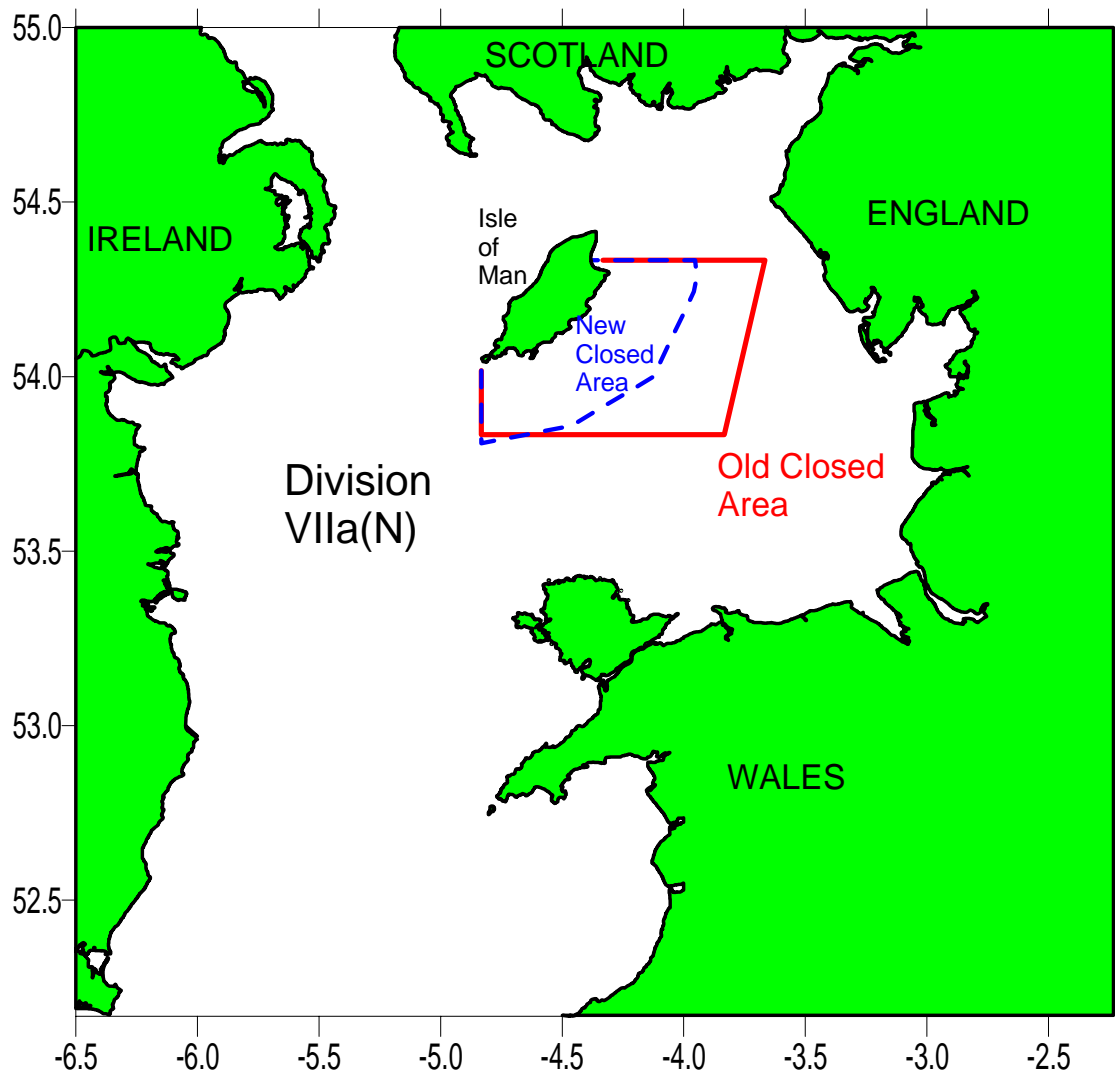 55.0
SCOTLAND
54.5
Isle
of
Man
ENGLAND
IRELAND
New
Closed
Area
54.0
Old Closed
Area
Division
VIIa(N)
53.5
53.0
WALES
52.5
-6.5 -6.0 -5.5 -5.0 -4.5 -4.0 -3.5 -3.0 -2.5